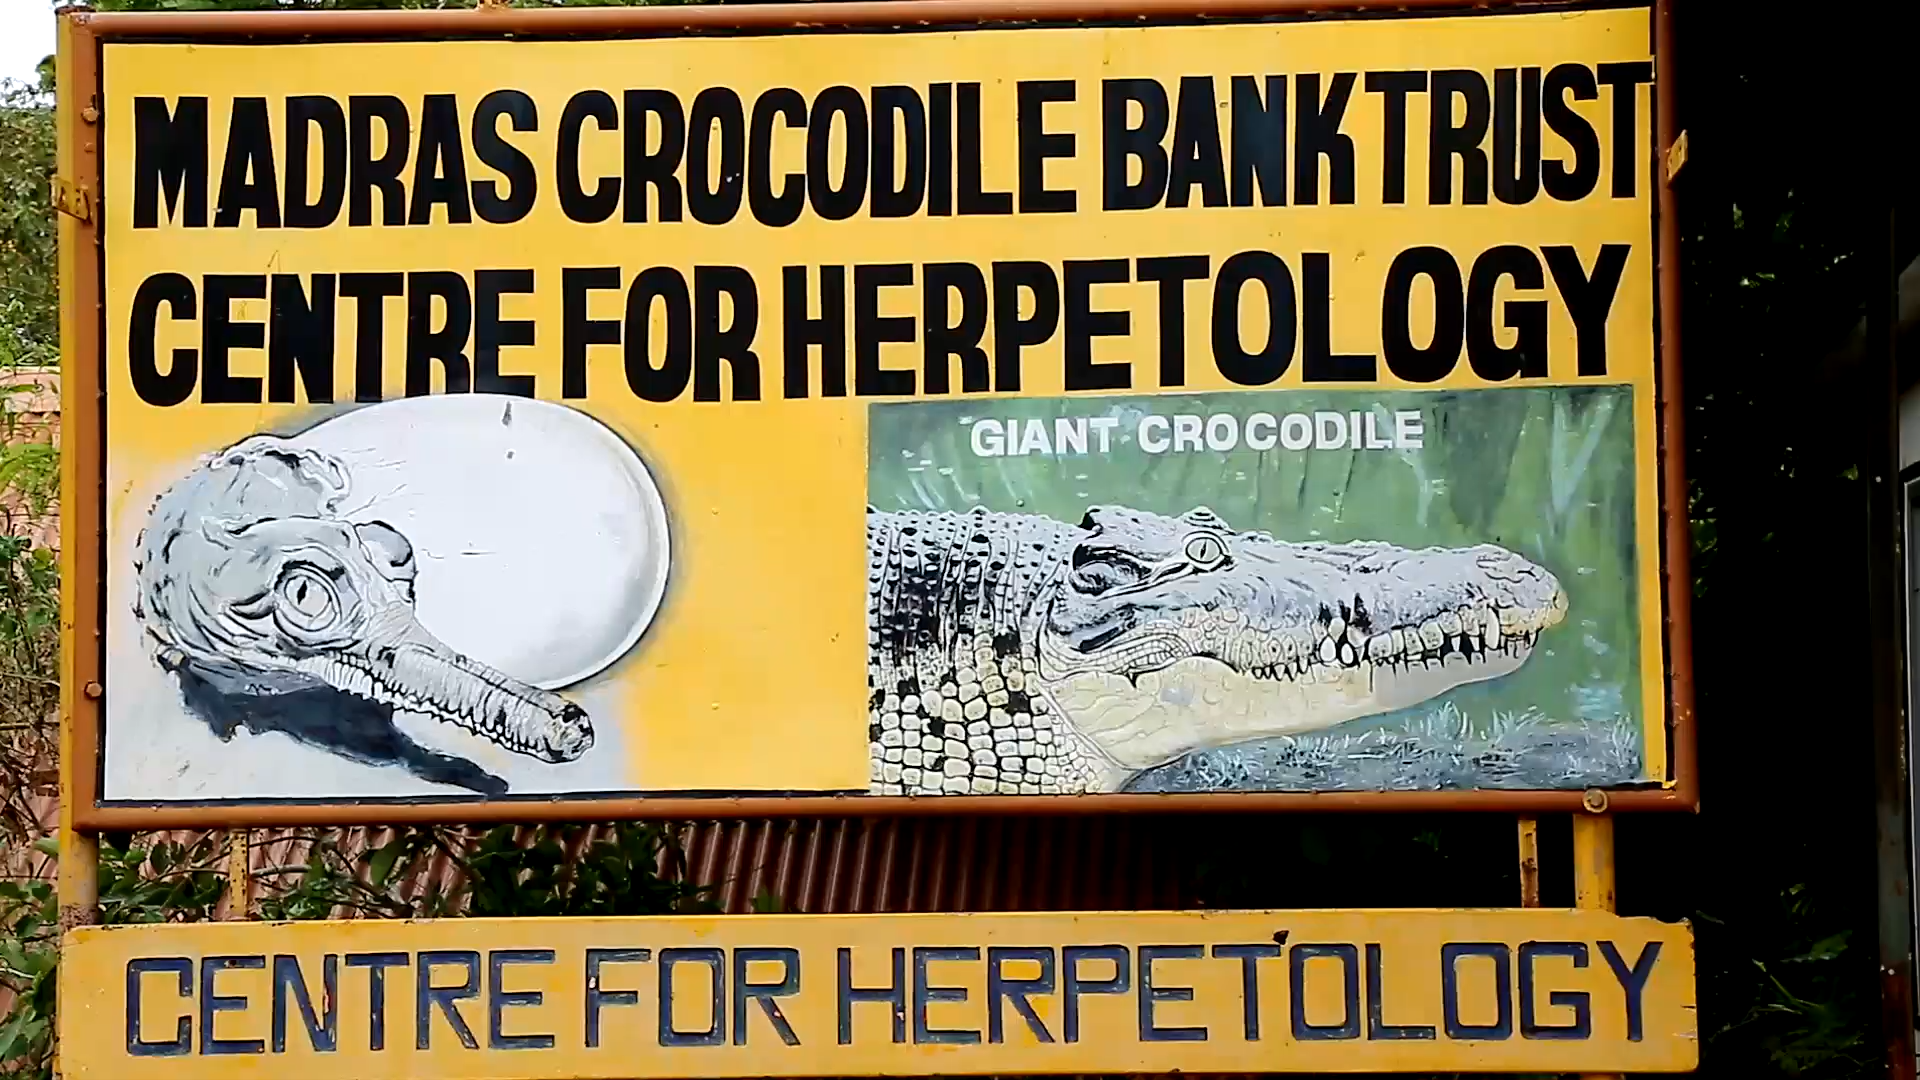 MADRAS CROCODILE BANK TRUST
CENTRE FOR HERPETOLOGY
GIANT CROCODILE
CENTRE FOR HERPETOLOGY